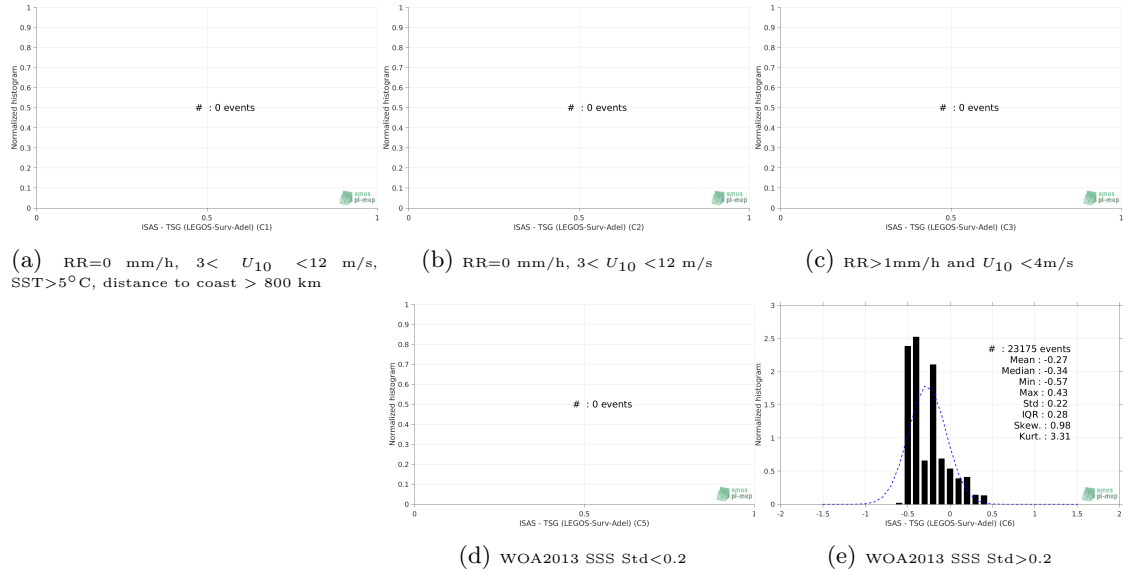 1
0.9
0.8
0.7
0.6
0.5
0.4
0.3
0.2
0.1
0
Normalized histogram
# : 0 events
0 0.5 1
ISAS - TSG (LEGOS-Surv-Adel) (C1)
smos
pi-mep
(a) RR=0 mm/h, 3< U10 <12 m/s,
SST>5°C, distance to coast > 800 km
1
0.9
0.8
0.7
0.6
0.5
0.4
0.3
0.2
0.1
0
Normalized histogram
# : 0 events
0 0.5 1
ISAS - TSG (LEGOS-Surv-Adel) (C2)
smos
pi-mep
(b) RR=0 mm/h, 3< U10 <12 m/s
1
0.9
0.8
0.7
0.6
0.5
0.4
0.3
0.2
0.1
0
Normalized histogram
# : 0 events
0 0.5 1
ISAS - TSG (LEGOS-Surv-Adel) (C3)
smos
pi-mep
(c) RR>1mm/h and U10 <4m/s
1
0.9
0.8
0.7
0.6
0.5
0.4
0.3
0.2
0.1
0
Normalized histogram
# : 0 events
0 0.5 1
ISAS - TSG (LEGOS-Surv-Adel) (C5)
smos
pi-mep
(d) WOA2013 SSS Std<0.2
3
2.5
2
1.5
1
0.5
0
Normalized histogram
# : 23175 events
Mean : -0.27
Median : -0.34
Min : -0.57
Max : 0.43
Std : 0.22
IQR : 0.28
Skew. : 0.98
Kurt. : 3.31
-2 -1.5 -1 -0.5 0 0.5 1 1.5 2
ISAS - TSG (LEGOS-Surv-Adel) (C6)
smos
pi-mep
(e) WOA2013 SSS Std>0.2